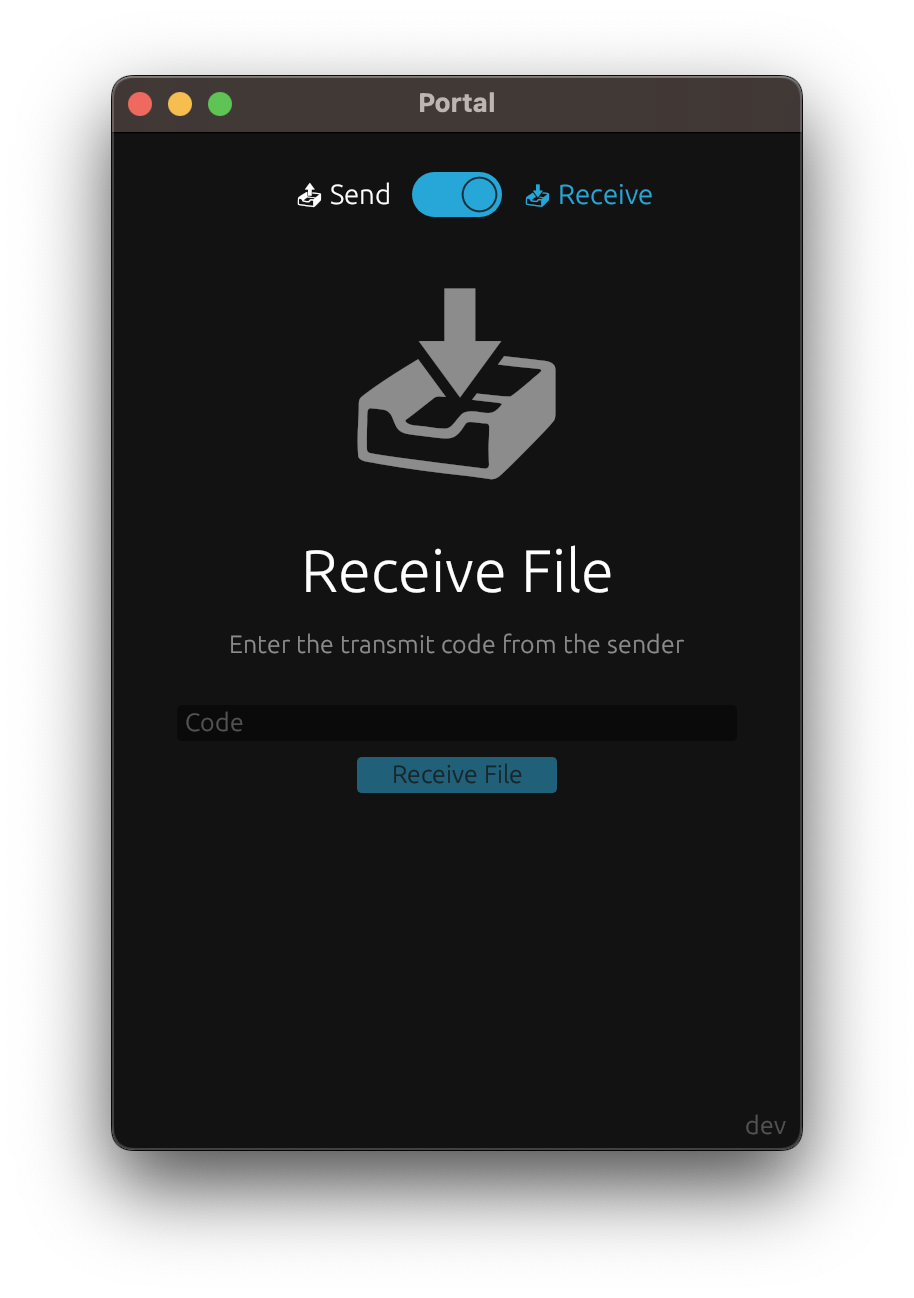 Portal
Send Receive
Receive File
Enter the transmit code from the sender
Code
Receive File
dev